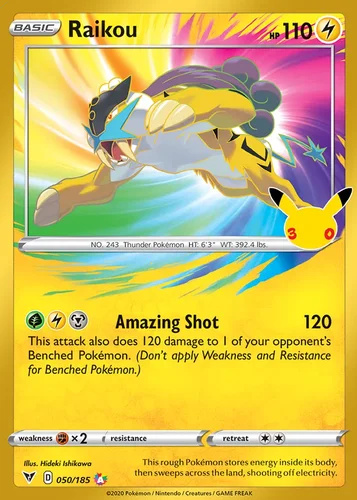 BASIC Raikou HP 110
30
NO. 243 Thunder Pokémon HT: 6'3" WT: 392.4 lbs.
Amazing Shot 120
This attack also does 120 damage to 1 of your opponent's
Benched Pokémon. (Don't apply Weakness and Resistance
for Benched Pokémon.)
weakness ×2 resistance retreat
Illus. Hideki Ishikawa
D 050/185
This rough Pokémon stores energy inside its body,
then sweeps across the land, shooting off electricity.
©2020 Pokémon / Nintendo / Creatures / GAME FREAK